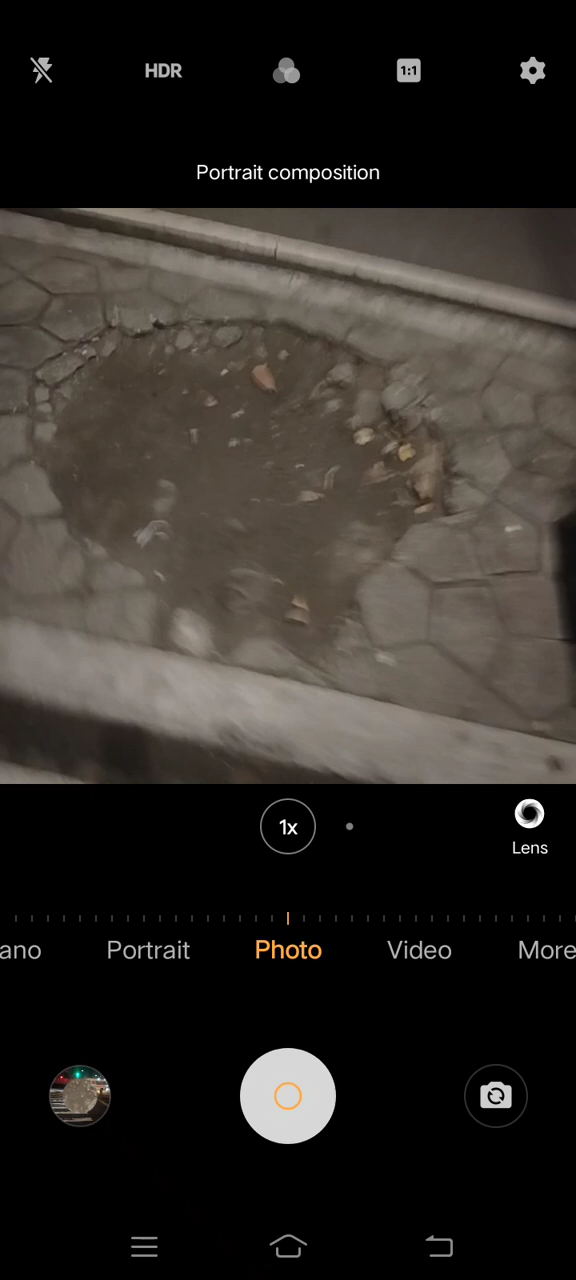 HDR
1:1
Portrait composition
1x
Lens
ano Portrait Photo Video More